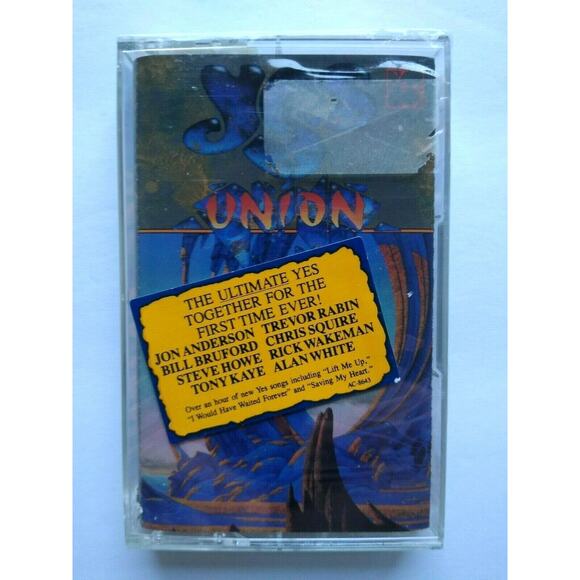 UNION
THE ULTIMATE YES
TOGETHER FOR THE
FIRST TIME EVER!
JON ANDERSON TREVOR RABIN
BILL BRUFORD CHRIS SQUIRE
STEVE HOWE RICK WAKEMAN
TONY KAYE ALAN WHITE
Over an hour of new Yes songs including "Lift Me Up,"
"I Would Have Waited Forever" and "Saving My Heart."
AC-8643